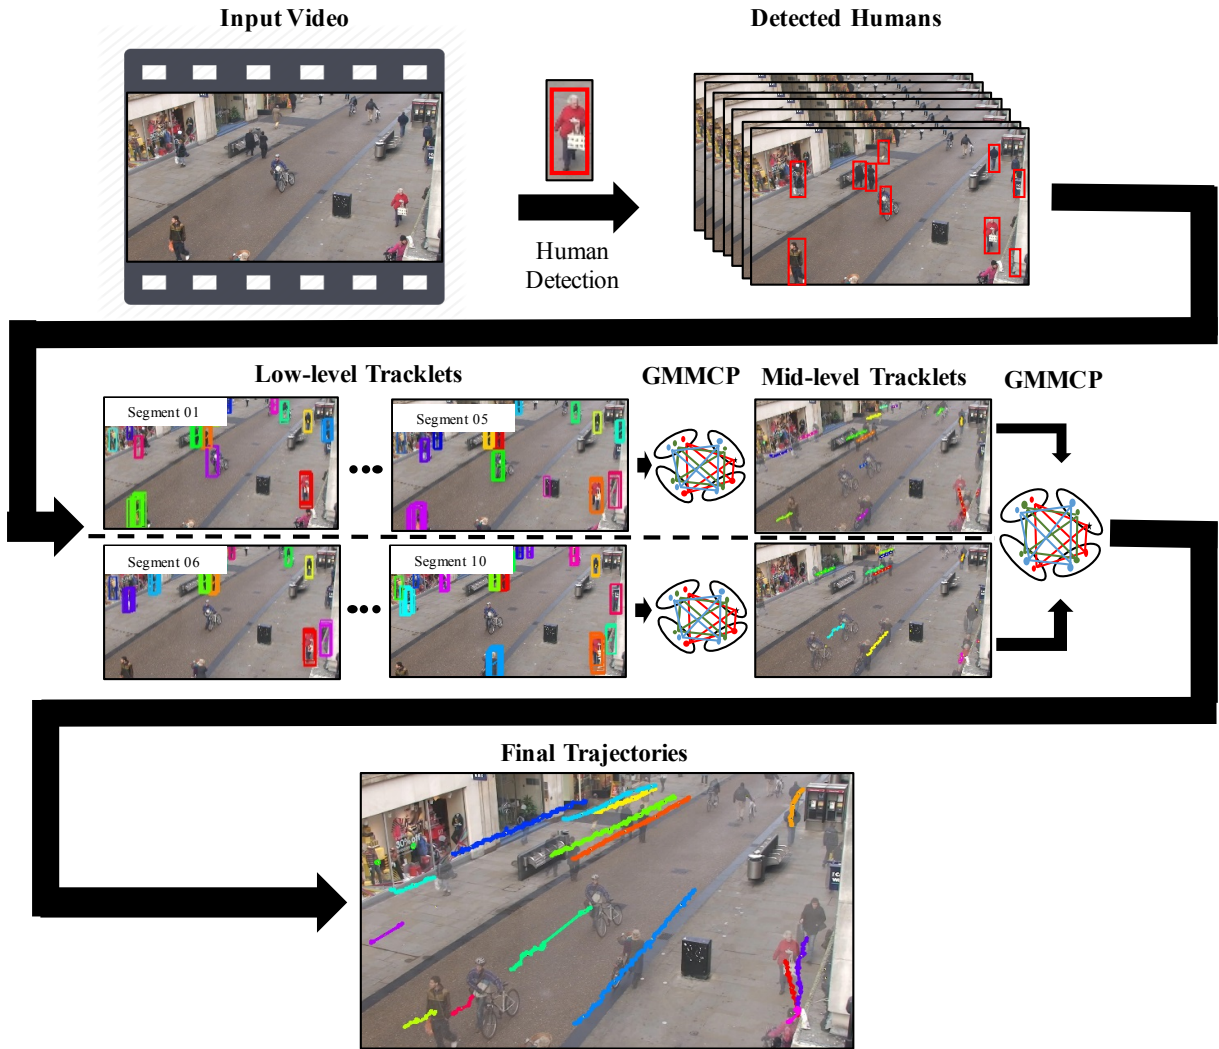 Input Video
Detected Humans
Human
Detection
Low-level Tracklets
GMMCP
Mid-level Tracklets
GMMCP
Segment 01
Segment 05
Segment 06
Segment 10
Final Trajectories